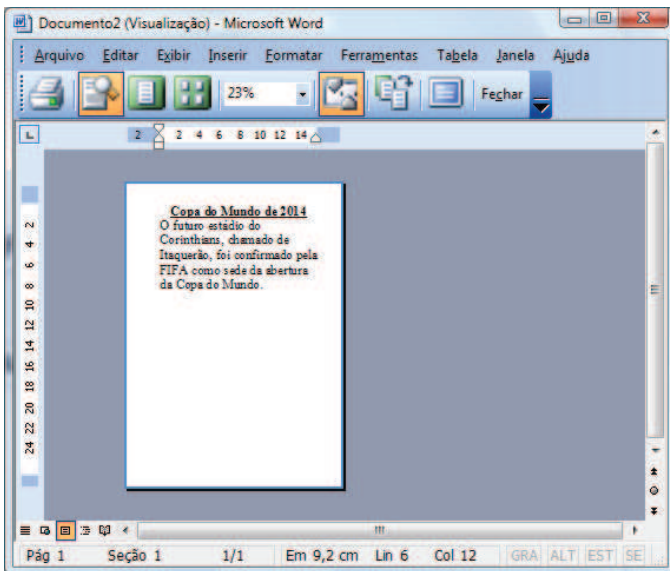 Documento2 (Visualização) - Microsoft Word
Arquivo Editar Exibir Inserir Formatar Ferramentas Tabela Janela Ajuda
23% Fechar
L 2 2 4 6 8 10 12 14
Copa do Mundo de 2014
O futuro estádio do
Corinthians, chamado de
Itaquerão, foi confirmado pela
FIFA como sede da abertura
da Copa do Mundo.
2
4
6
8
10
12
14
16
18
20
22
24
Pág 1 Seção 1 1/1 Em 9,2 cm Lin 6 Col 12 GRA ALT EST SE